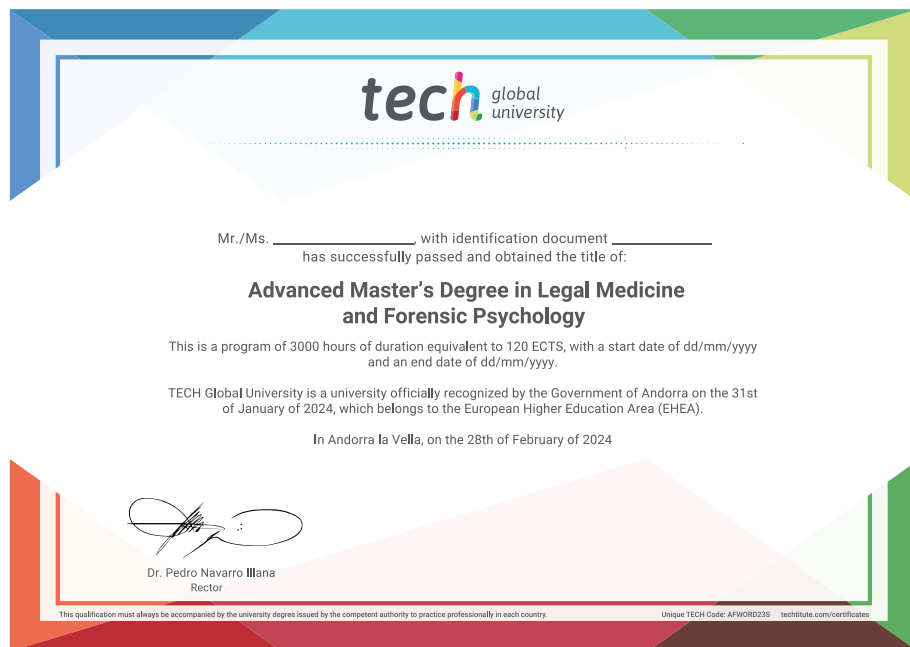 tech global university
Mr./Ms. ________________, with identification document ____________
has successfully passed and obtained the title of:
Advanced Master’s Degree in Legal Medicine
and Forensic Psychology
This is a program of 3000 hours of duration equivalent to 120 ECTS, with a start date of dd/mm/yyyy
and an end date of dd/mm/yyyy.
TECH Global University is a university officially recognized by the Government of Andorra on the 31st
of January of 2024, which belongs to the European Higher Education Area (EHEA).
In Andorra la Vella, on the 28th of February of 2024
Dr. Pedro Navarro Illana
Rector
This qualification must always be accompanied by the university degree issued by the competent authority to practice professionally in each country.
Unique TECH Code: AFWORD23S techtitute.com/certificates